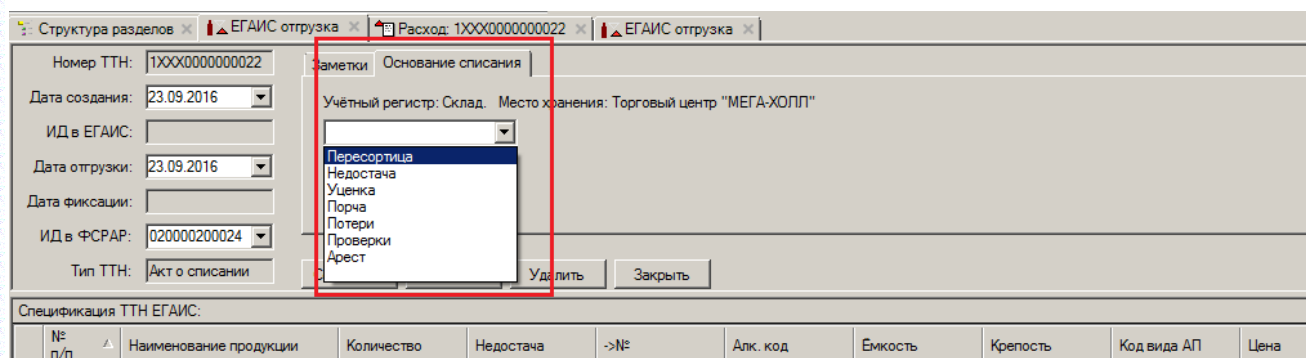 Структура разделов ЕГАИС отгрузка Расход: 1XXX0000000022 ЕГАИС отгрузка
Номер ТТН: 1XXX0000000022
Заметки Основание списания
Дата создания: 23.09.2016
Учётный регистр: Склад. Место хранения: Торговый центр "МЕГА-ХОЛЛ"
ИД в ЕГАИС:
Пересортица
Недостача
Уценка
Порча
Потери
Проверки
Арест
Дата отгрузки: 23.09.2016
Дата фиксации:
ИД в ФСРАР: 020000200024
Тип ТТН: Акт о списании
Удалить Закрыть
Спецификация ТТН ЕГАИС:
№ п/п Наименование продукции Количество Недостача ->№ Алк. код Ёмкость Крепость Код вида АП Цена